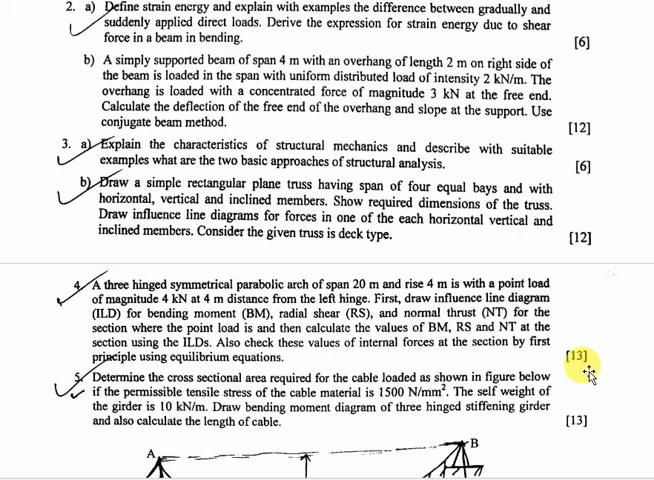 2. a) Define strain energy and explain with examples the difference between gradually and
suddenly applied direct loads. Derive the expression for strain energy due to shear
force in a beam in bending. [6]
b) A simply supported beam of span 4 m with an overhang of length 2 m on right side of
the beam is loaded in the span with uniform distributed load of intensity 2 kN/m. The
overhang is loaded with a concentrated force of magnitude 3 kN at the free end.
Calculate the deflection of the free end of the overhang and slope at the support. Use
conjugate beam method. [12]
3. a) Explain the characteristics of structural mechanics and describe with suitable
examples what are the two basic approaches of structural analysis. [6]
b) Draw a simple rectangular plane truss having span of four equal bays and with
horizontal, vertical and inclined members. Show required dimensions of the truss.
Draw influence line diagrams for forces in one of the each horizontal vertical and
inclined members. Consider the given truss is deck type. [12]
4. A three hinged symmetrical parabolic arch of span 20 m and rise 4 m is with a point load
of magnitude 4 kN at 4 m distance from the left hinge. First, draw influence line diagram
(ILD) for bending moment (BM), radial shear (RS), and normal thrust (NT) for the
section where the point load is and then calculate the values of BM, RS and NT at the
section using the ILDs. Also check these values of internal forces at the section by first
principle using equilibrium equations. [13]
5. Determine the cross sectional area required for the cable loaded as shown in figure below
if the permissible tensile stress of the cable material is 1500 N/mm². The self weight of
the girder is 10 kN/m. Draw bending moment diagram of three hinged stiffening girder
and also calculate the length of cable. [13]
A B